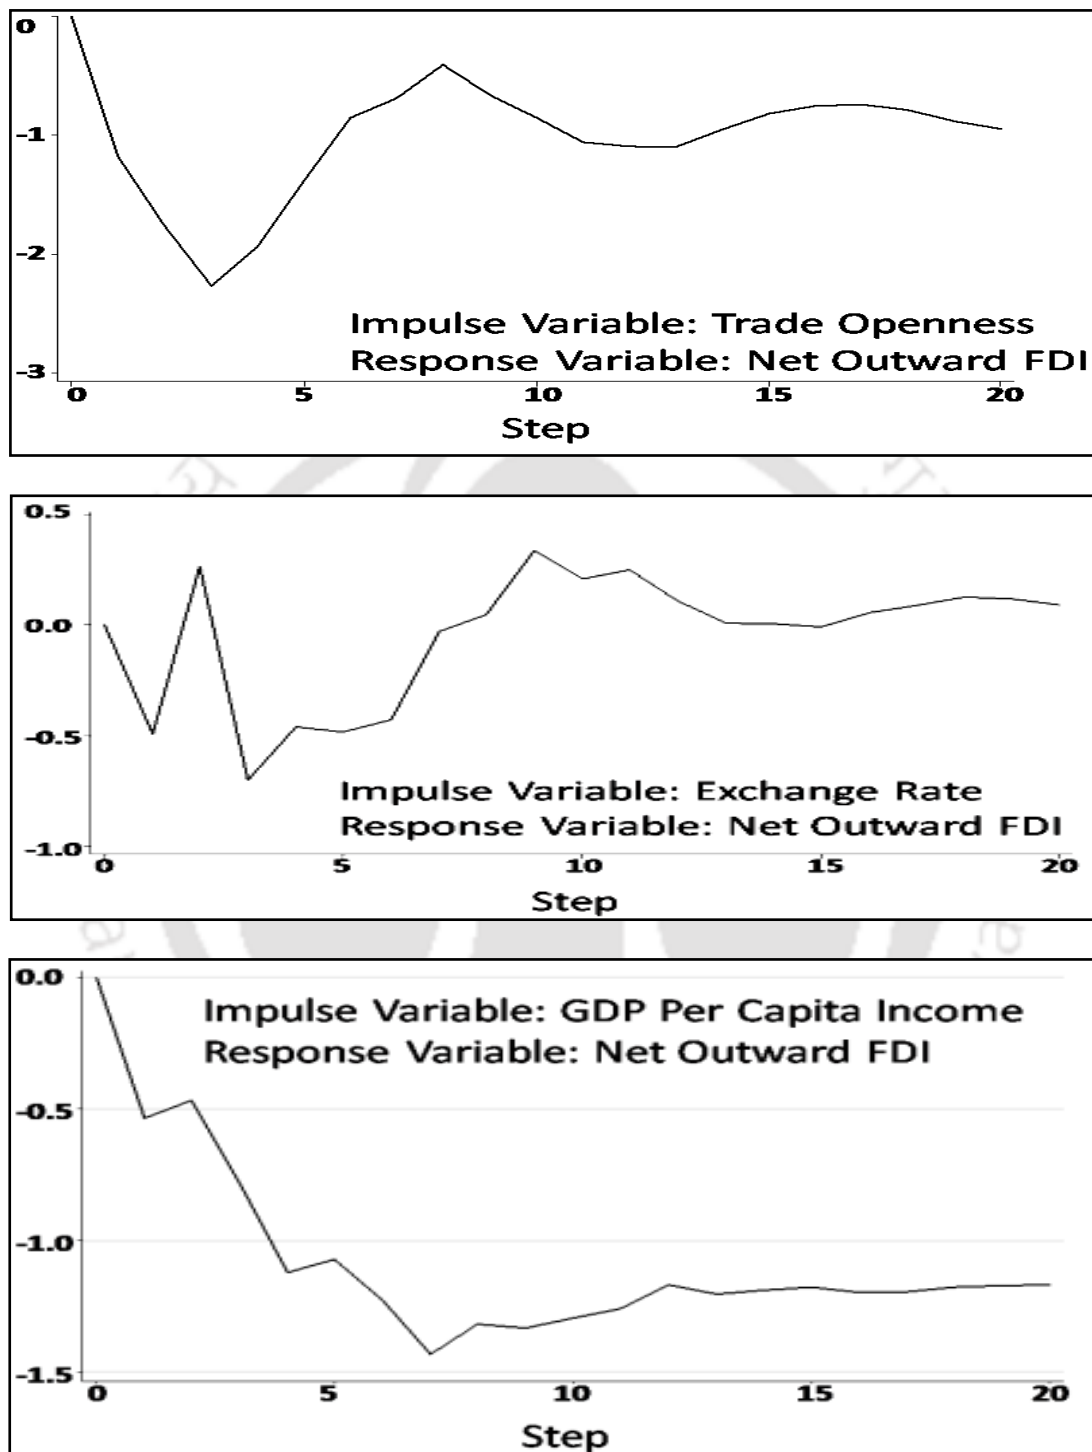 0
-1
-2
-3
Impulse Variable: Trade Openness
Response Variable: Net Outward FDI
0 5 10 15 20
Step
0.5
0.0
-0.5
-1.0
Impulse Variable: Exchange Rate
Response Variable: Net Outward FDI
0 5 10 15 20
Step
0.0
Impulse Variable: GDP Per Capita Income
Response Variable: Net Outward FDI
-0.5
-1.0
-1.5
0 5 10 15 20
Step